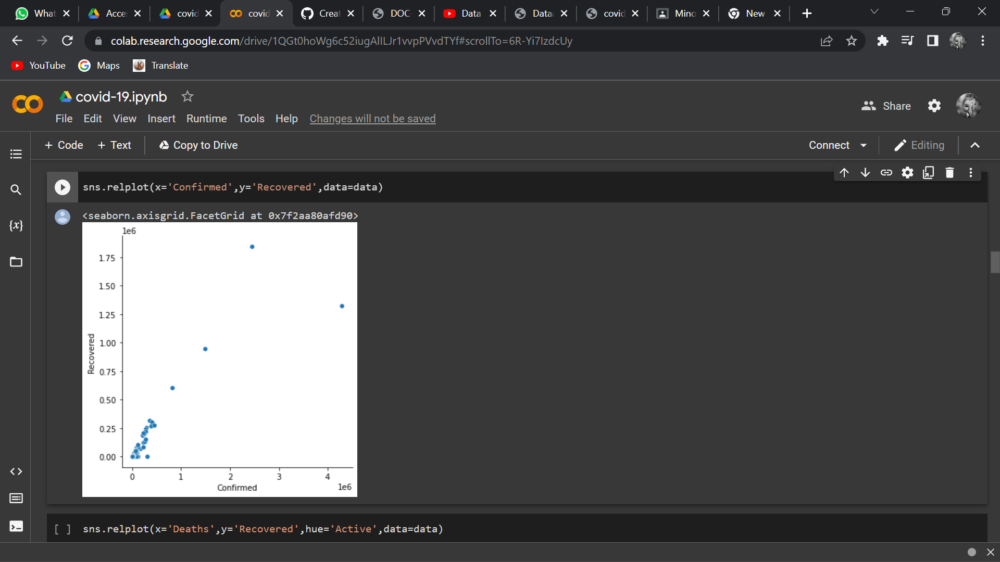 What
Acce
covid
covid
Creat
DOC-
Data
Data
covid
Mino
New
colab.research.google.com/drive/1QGt0hoWg6c52iugAlILJr1vvpPVvdTYf#scrollTo=6R-Yi7IzdcUy
YouTube Maps Translate
covid-19.ipynb
File Edit View Insert Runtime Tools Help Changes will not be saved
Share
+ Code + Text Copy to Drive
Connect Editing
sns.relplot(x='Confirmed',y='Recovered',data=data)
<seaborn.axisgrid.FacetGrid at 0x7f2aa80afd90>
1e6
1.75
1.50
1.25
1.00
0.75
0.50
0.25
0.00
Recovered
0 1 2 3 4
Confirmed
1e6
{x}
[ ] sns.relplot(x='Deaths',y='Recovered',hue='Active',data=data)